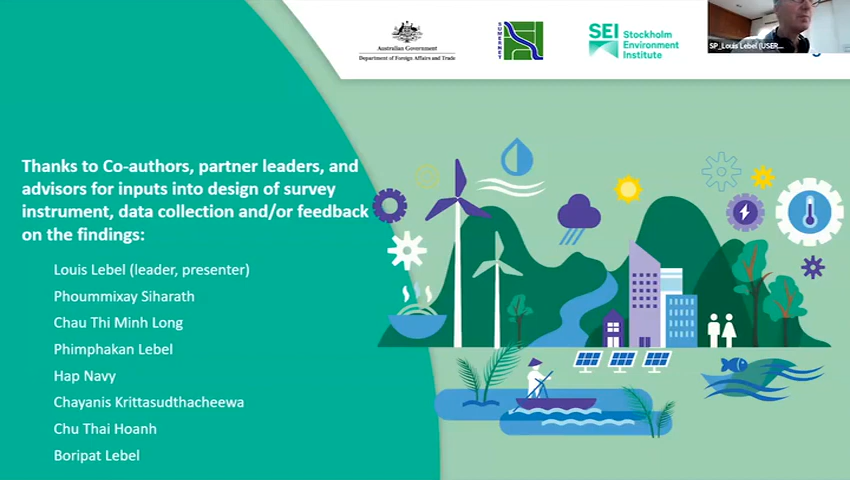 Australian Government
Department of Foreign Affairs and Trade
SUMERNET
SEI Stockholm
Environment
Institute
SP_Louis Lebel (USER...
Thanks to Co-authors, partner leaders, and
advisors for inputs into design of survey
instrument, data collection and/or feedback
on the findings:
Louis Lebel (leader, presenter)
Phoummixay Siharath
Chau Thi Minh Long
Phimphakan Lebel
Hap Navy
Chayanis Krittasudthacheewa
Chu Thai Hoanh
Boripat Lebel